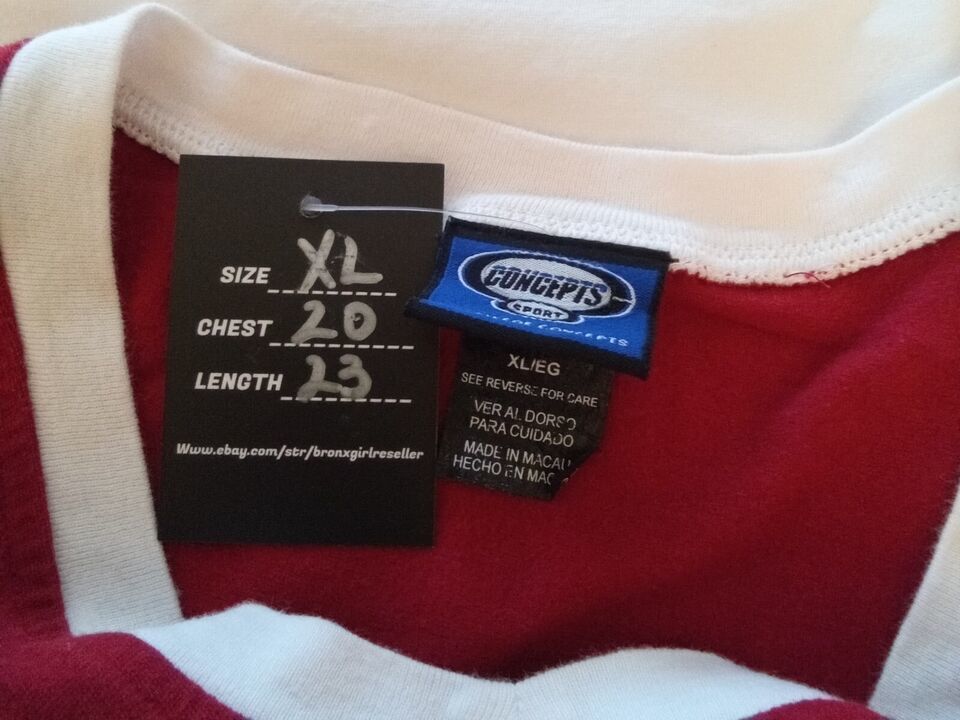 SIZE XL
CHEST 20
LENGTH 23
Www.ebay.com/str/bronxgirlreseller
CONCEPTS
SPORT
CONCEPTS
XL/EG
SEE REVERSE FOR CARE
VER AL DORSO
PARA CUIDADO
MADE IN MACAU
HECHO EN MAC